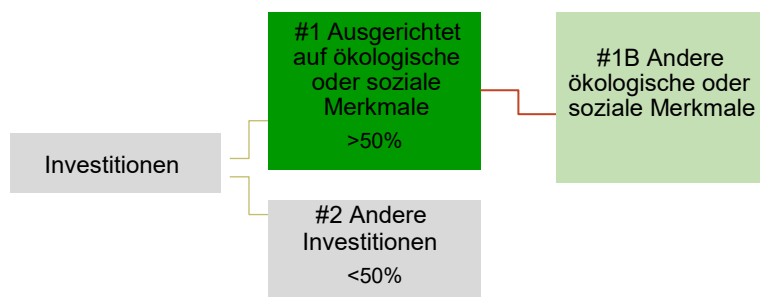 Investitionen
#1 Ausgerichtet
auf ökologische
oder soziale
Merkmale
>50%
#1B Andere
ökologische oder
soziale Merkmale
#2 Andere
Investitionen
<50%